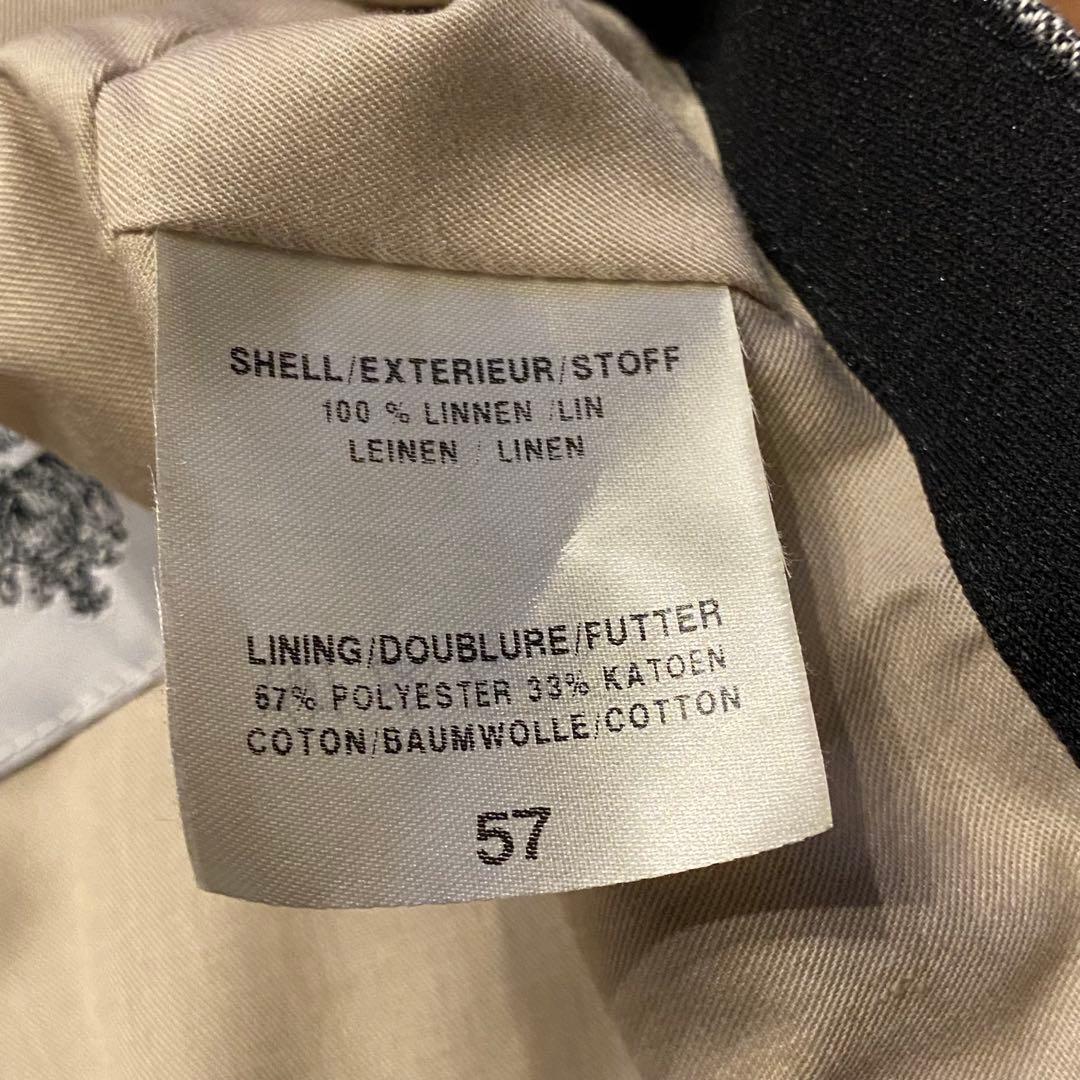 SHELL/EXTERIEUR/STOFF
100 % LINNEN /LIN
LEINEN / LINEN
LINING/DOUBLURE/FUTTER
67% POLYESTER 33% KATOEN
COTON/BAUMWOLLE/COTTON
57